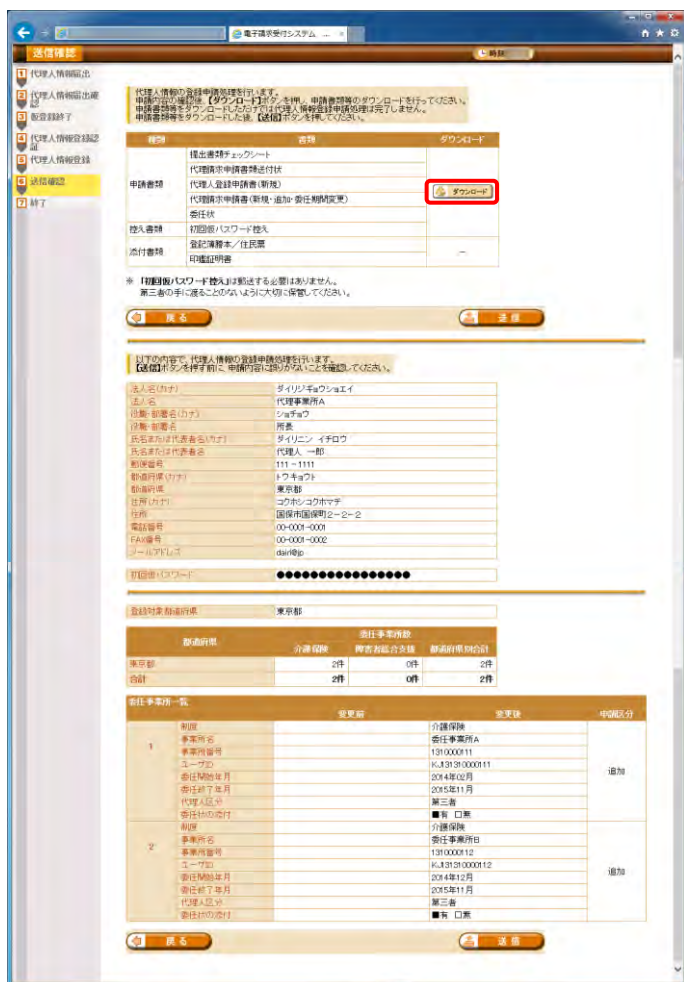 電子請求受付システム ...
送信確認
時刻
1 代理人情報届出
2 代理人情報届出確認
3 仮登録終了
4 代理人情報登録認証
5 代理人情報登録
6 送信確認
7 終了
代理人情報の登録申請処理を行います。
申請内容の確認後、【ダウンロード】ボタンを押し、申請書類等のダウンロードを行ってください。
申請書類等をダウンロードしただけでは代理人情報登録申請処理は完了しません。
申請書類等をダウンロードした後、【送信】ボタンを押してください。
種類 書類 ダウンロード
申請書類 提出書類チェックシート
代理請求申請書類送付状
代理人登録申請書(新規)
代理請求申請書(新規・追加・委任期間変更)
委任状
ダウンロード
控え書類 初回仮パスワード控え
添付書類 登記簿謄本/住民票
印鑑証明書
－
※ 「初回仮パスワード控え」は郵送する必要はありません。
第三者の手に渡ることのないように大切に保管してください。
戻る 送信
以下の内容で、代理人情報の登録申請処理を行います。
【送信】ボタンを押す前に、申請内容に誤りがないことを確認してください。
法人名(カナ) ダイリジギョウショエイ
法人名 代理事業所A
役職・部署名(カナ) ショチョウ
役職・部署名 所長
氏名または代表者名(カナ) ダイリニン イチロウ
氏名または代表者名 代理人 一郎
郵便番号 111－1111
都道府県(カナ) トウキョウト
都道府県 東京都
住所(カナ) コクホシコクホマチ
住所 国保市国保町2－2－2
電話番号 00-0001-0001
FAX番号 00-0001-0002
メールアドレス dairi@jp
初回仮パスワード ●●●●●●●●●●●●●●●●
登録対象都道府県 東京都
都道府県 委任事業所数
介護保険 障害者総合支援 都道府県別合計
東京都 2件 0件 2件
合計 2件 0件 2件
委任事業所一覧
変更前 変更後 申請区分
1
制度 介護保険
事業所名 委任事業所A
事業所番号 1310000111
ユーザID KJ131310000111
委任開始年月 2014年02月
委任終了年月 2015年11月
代理人区分 第三者
委任状の添付 ■有 □無
追加
2
制度 介護保険
事業所名 委任事業所B
事業所番号 1310000112
ユーザID KJ131310000112
委任開始年月 2014年12月
委任終了年月 2015年11月
代理人区分 第三者
委任状の添付 ■有 □無
追加
戻る 送信